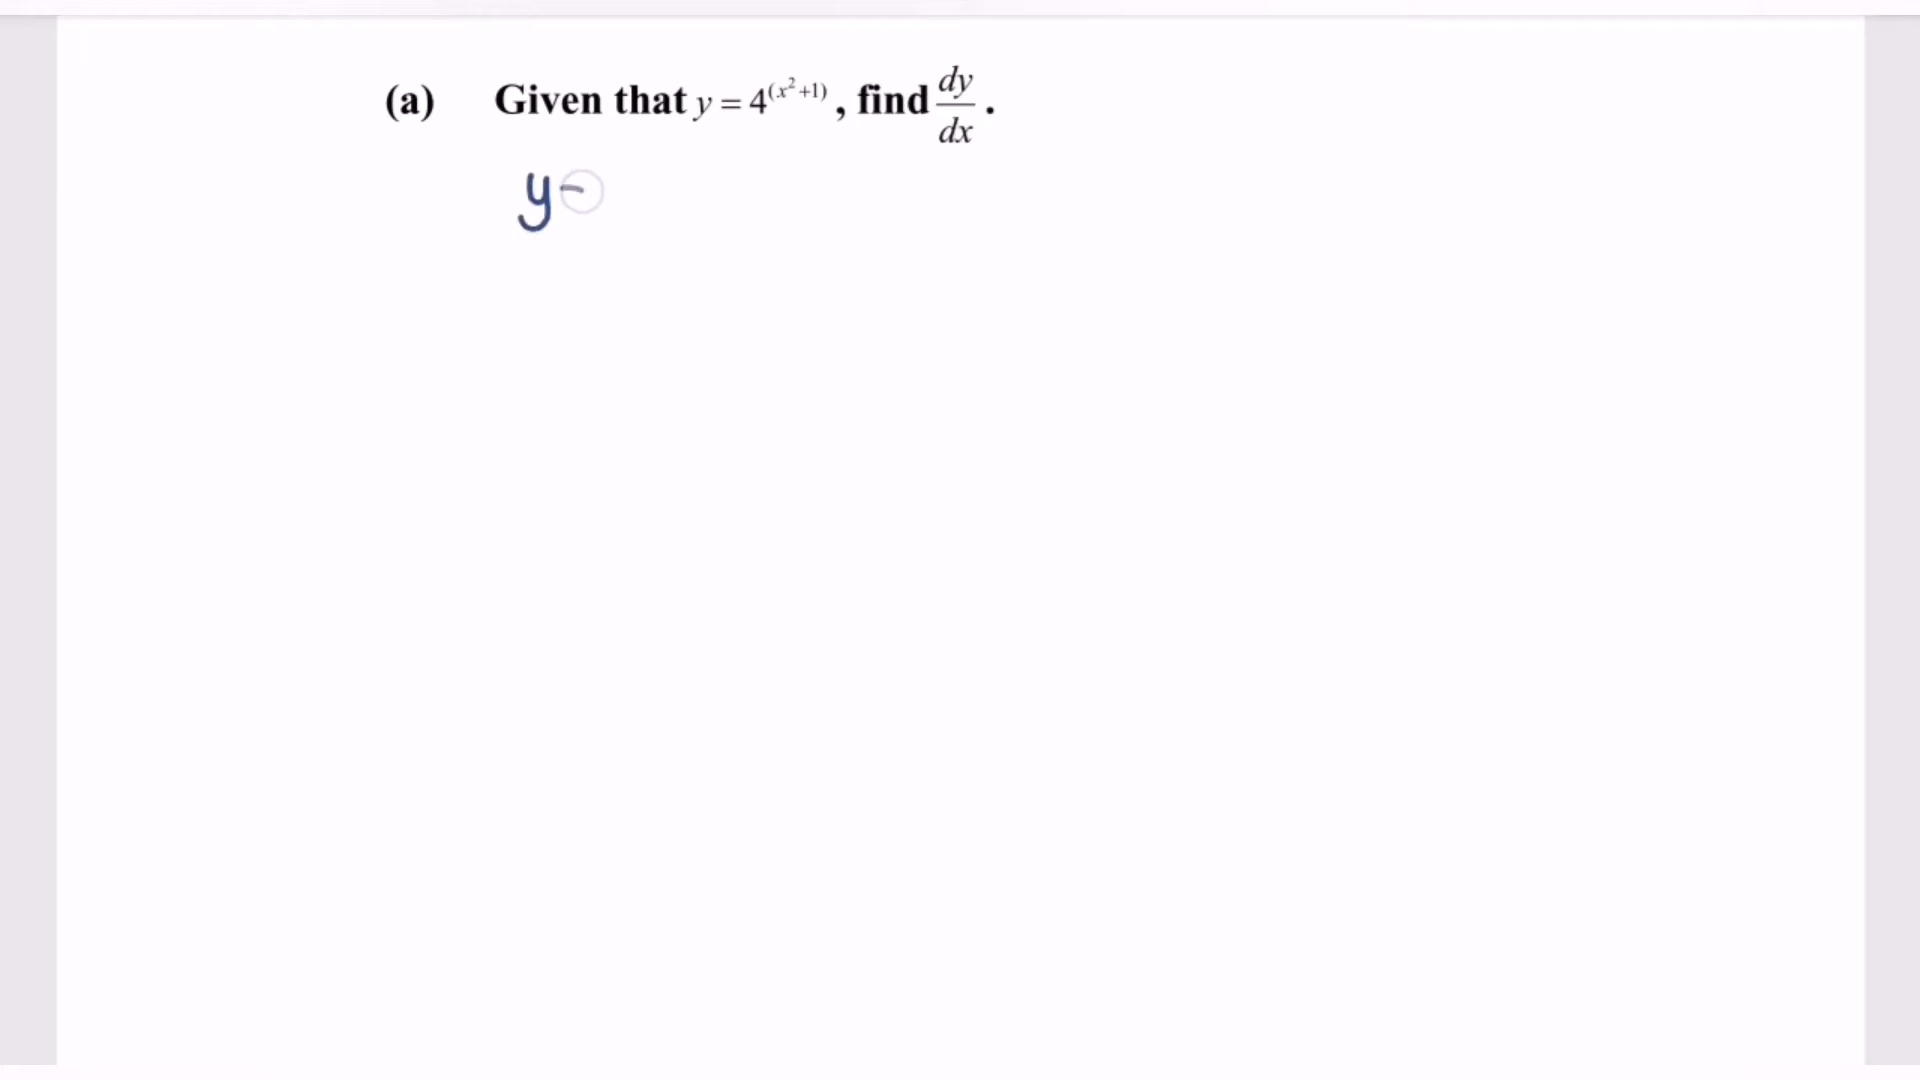 (a) Given that y = 4^(x²+1), find dy/dx.
y-